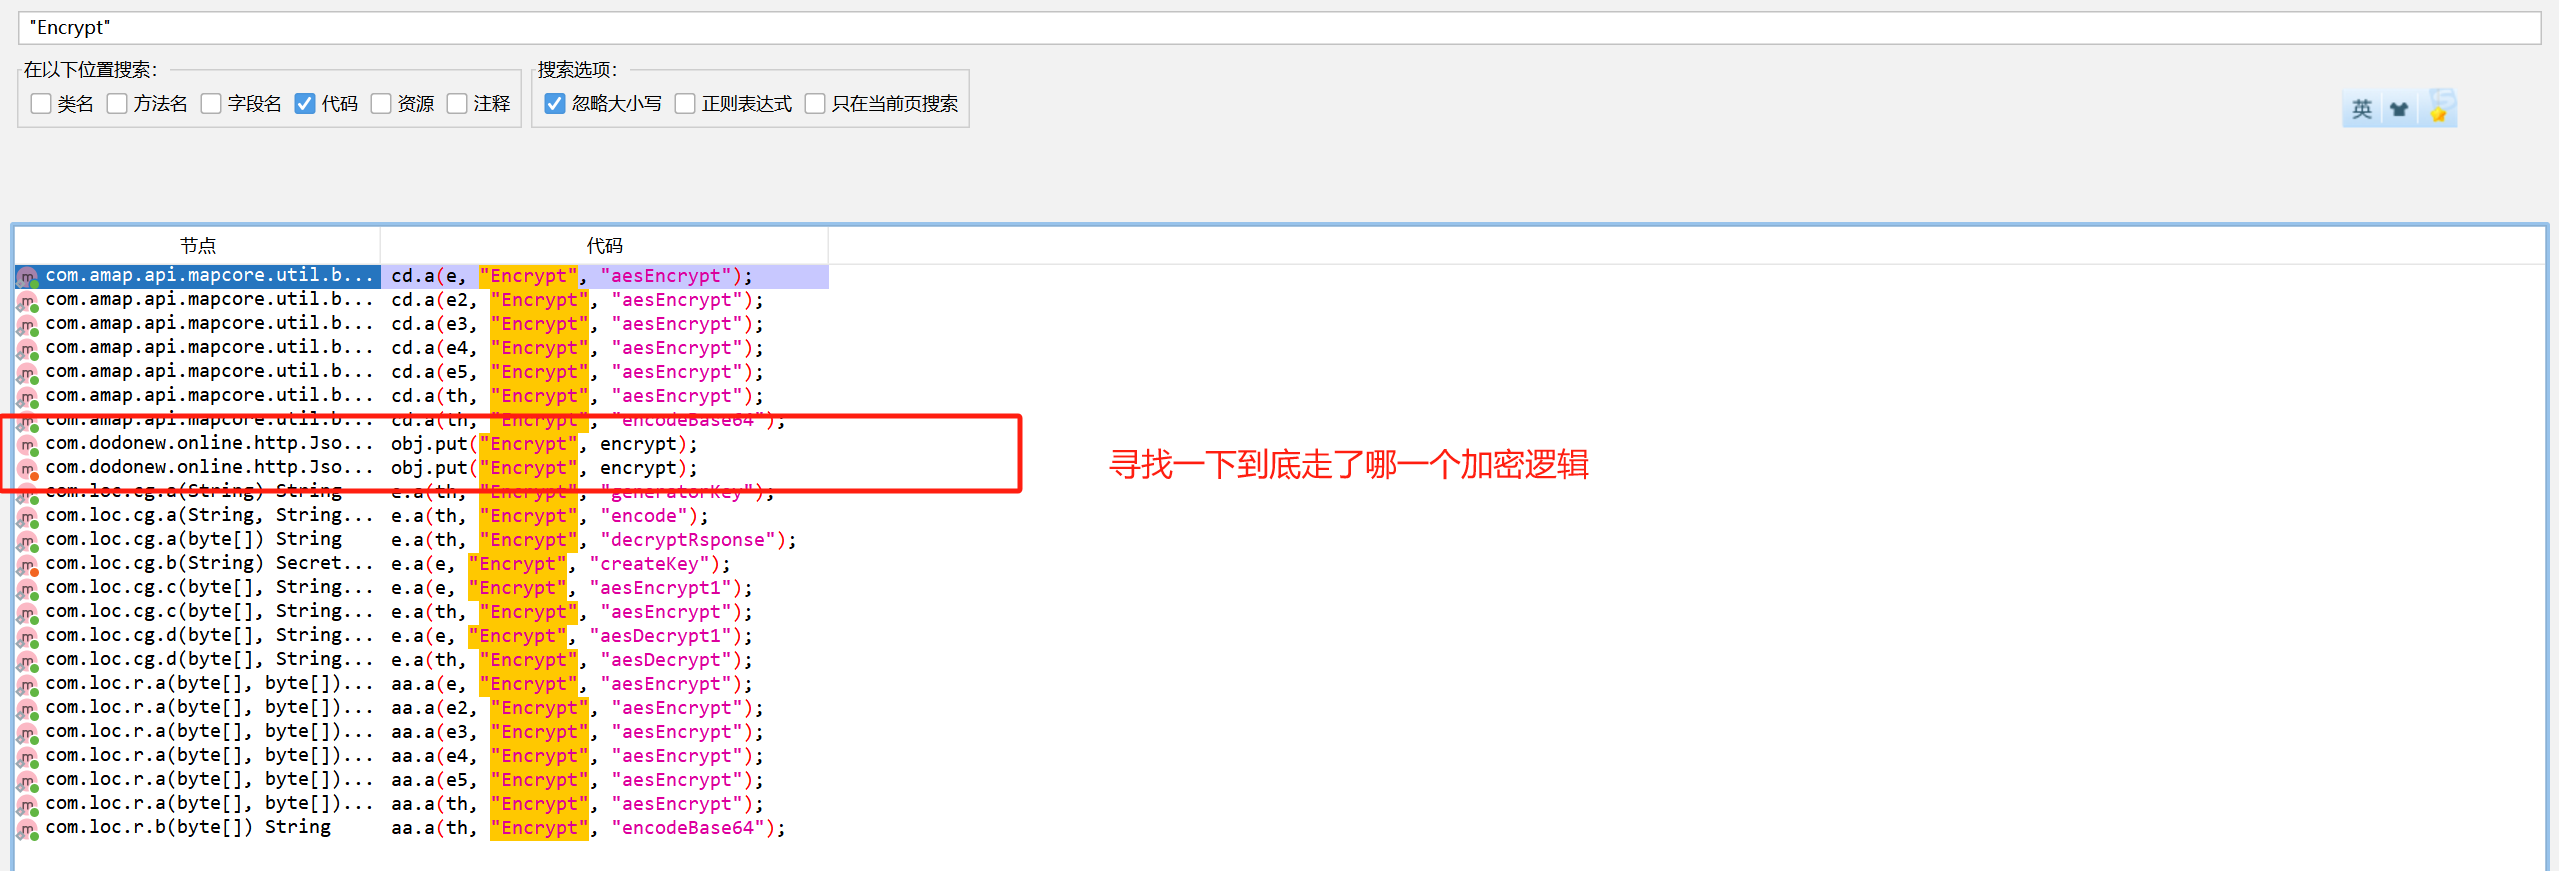 "Encrypt"
在以下位置搜索:
类名 方法名 字段名 代码 资源 注释
搜索选项:
忽略大小写 正则表达式 只在当前页搜索
英
节点 代码
com.amap.api.mapcore.util.b... cd.a(e, "Encrypt", "aesEncrypt");
com.amap.api.mapcore.util.b... cd.a(e2, "Encrypt", "aesEncrypt");
com.amap.api.mapcore.util.b... cd.a(e3, "Encrypt", "aesEncrypt");
com.amap.api.mapcore.util.b... cd.a(e4, "Encrypt", "aesEncrypt");
com.amap.api.mapcore.util.b... cd.a(e5, "Encrypt", "aesEncrypt");
com.amap.api.mapcore.util.b... cd.a(th, "Encrypt", "aesEncrypt");
com.amap.api.mapcore.util.b... cd.a(th, "Encrypt", "encodeBase64");
com.dodonew.online.http.Jso... obj.put("Encrypt", encrypt);
com.dodonew.online.http.Jso... obj.put("Encrypt", encrypt);
寻找一下到底走了哪一个加密逻辑
com.loc.cg.a(String) String e.a(th, "Encrypt", "generatorKey");
com.loc.cg.a(String, String... e.a(th, "Encrypt", "encode");
com.loc.cg.a(byte[]) String e.a(th, "Encrypt", "decryptRsponse");
com.loc.cg.b(String) Secret... e.a(e, "Encrypt", "createKey");
com.loc.cg.c(byte[], String... e.a(e, "Encrypt", "aesEncrypt1");
com.loc.cg.c(byte[], String... e.a(th, "Encrypt", "aesEncrypt");
com.loc.cg.d(byte[], String... e.a(e, "Encrypt", "aesDecrypt1");
com.loc.cg.d(byte[], String... e.a(th, "Encrypt", "aesDecrypt");
com.loc.r.a(byte[], byte[])... aa.a(e, "Encrypt", "aesEncrypt");
com.loc.r.a(byte[], byte[])... aa.a(e2, "Encrypt", "aesEncrypt");
com.loc.r.a(byte[], byte[])... aa.a(e3, "Encrypt", "aesEncrypt");
com.loc.r.a(byte[], byte[])... aa.a(e4, "Encrypt", "aesEncrypt");
com.loc.r.a(byte[], byte[])... aa.a(e5, "Encrypt", "aesEncrypt");
com.loc.r.a(byte[], byte[])... aa.a(th, "Encrypt", "aesEncrypt");
com.loc.r.b(byte[]) String aa.a(th, "Encrypt", "encodeBase64");